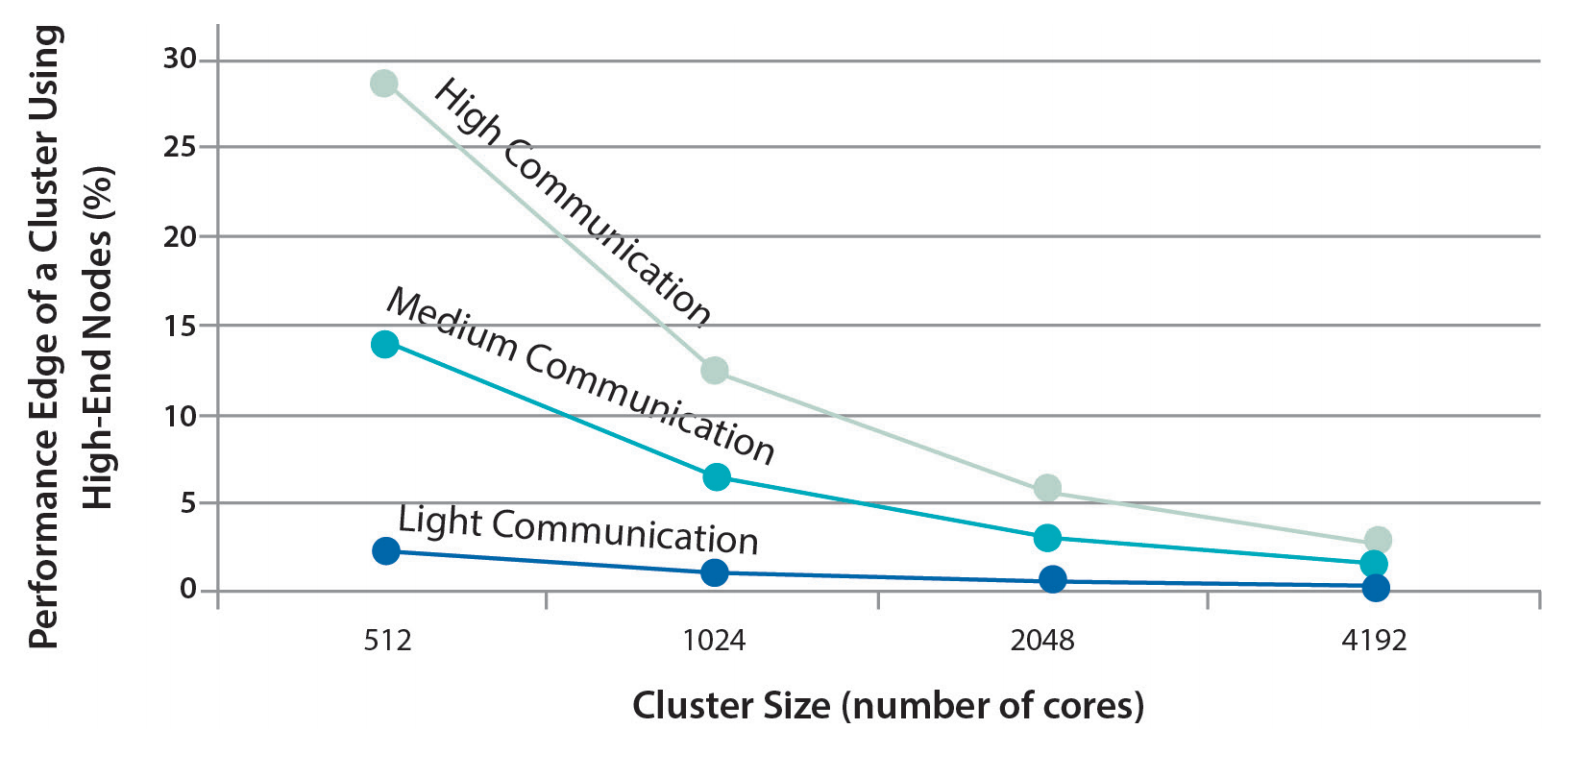 Performance Edge of a Cluster Using
High-End Nodes (%)
30
25
20
15
10
5
0
High Communication
Medium Communication
Light Communication
512
1024
2048
4192
Cluster Size (number of cores)